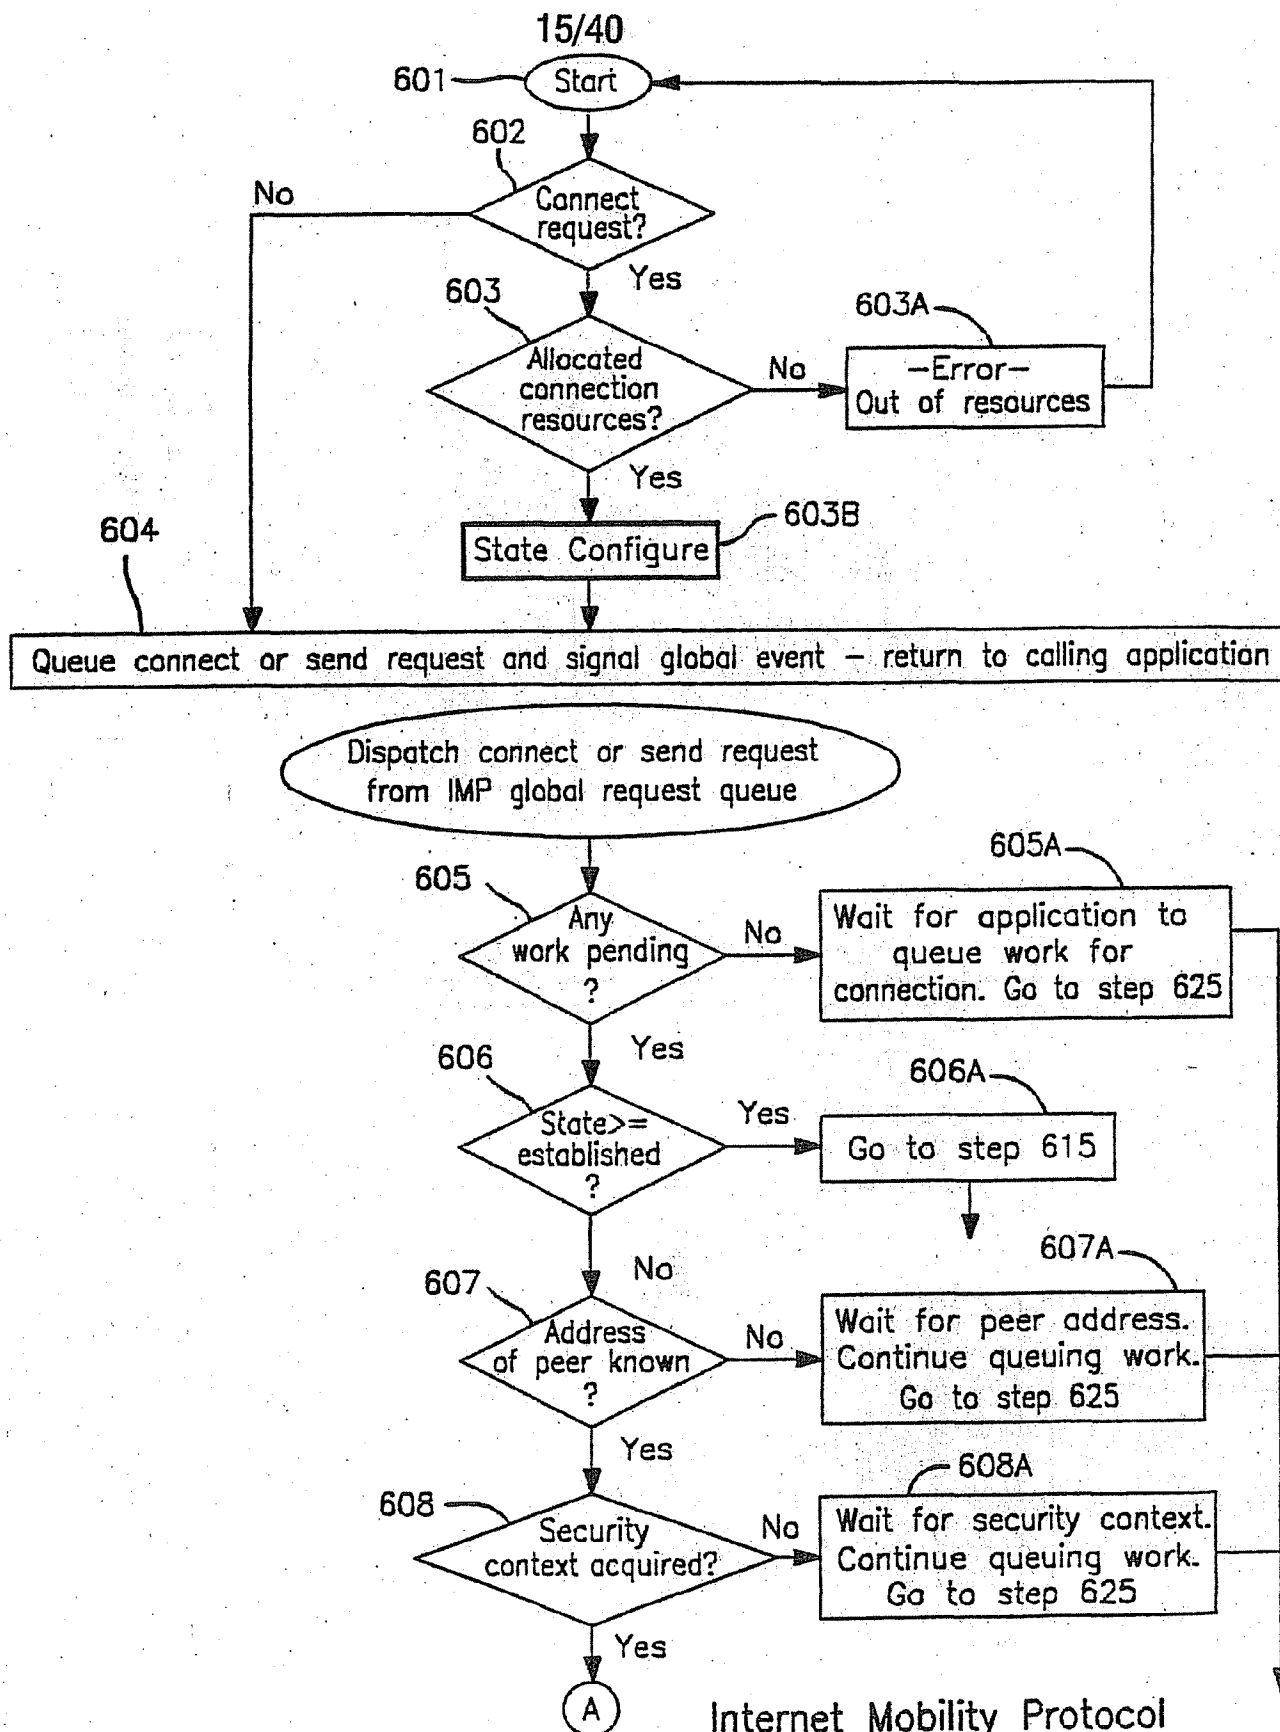 15/40
601
Start
602
No
Connect
request?
Yes
603
603A
Allocated
connection
resources?
No
-Error-
Out of resources
Yes
603B
State Configure
604
Queue connect or send request and signal global event - return to calling application
Dispatch connect or send request
from IMP global request queue
605A
605
Any
work pending
?
No
Wait for application to
queue work for
connection. Go to step 625
Yes
606
606A
State>=
established
?
Yes
Go to step 615
No
607A
607
Address
of peer known
?
No
Wait for peer address.
Continue queuing work.
Go to step 625
Yes
608A
608
Security
context acquired?
No
Wait for security context.
Continue queuing work.
Go to step 625
Yes
A
Internet Mobility Protocol